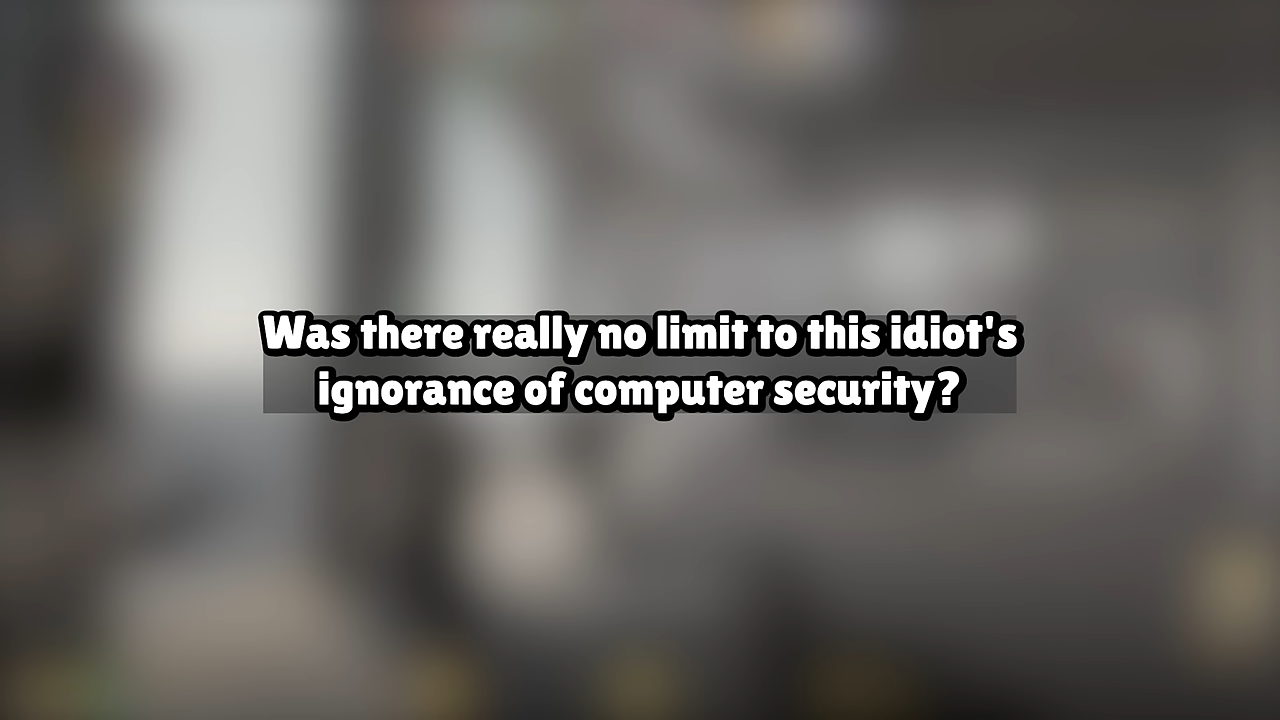 Was there really no limit to this idiot's
ignorance of computer security?